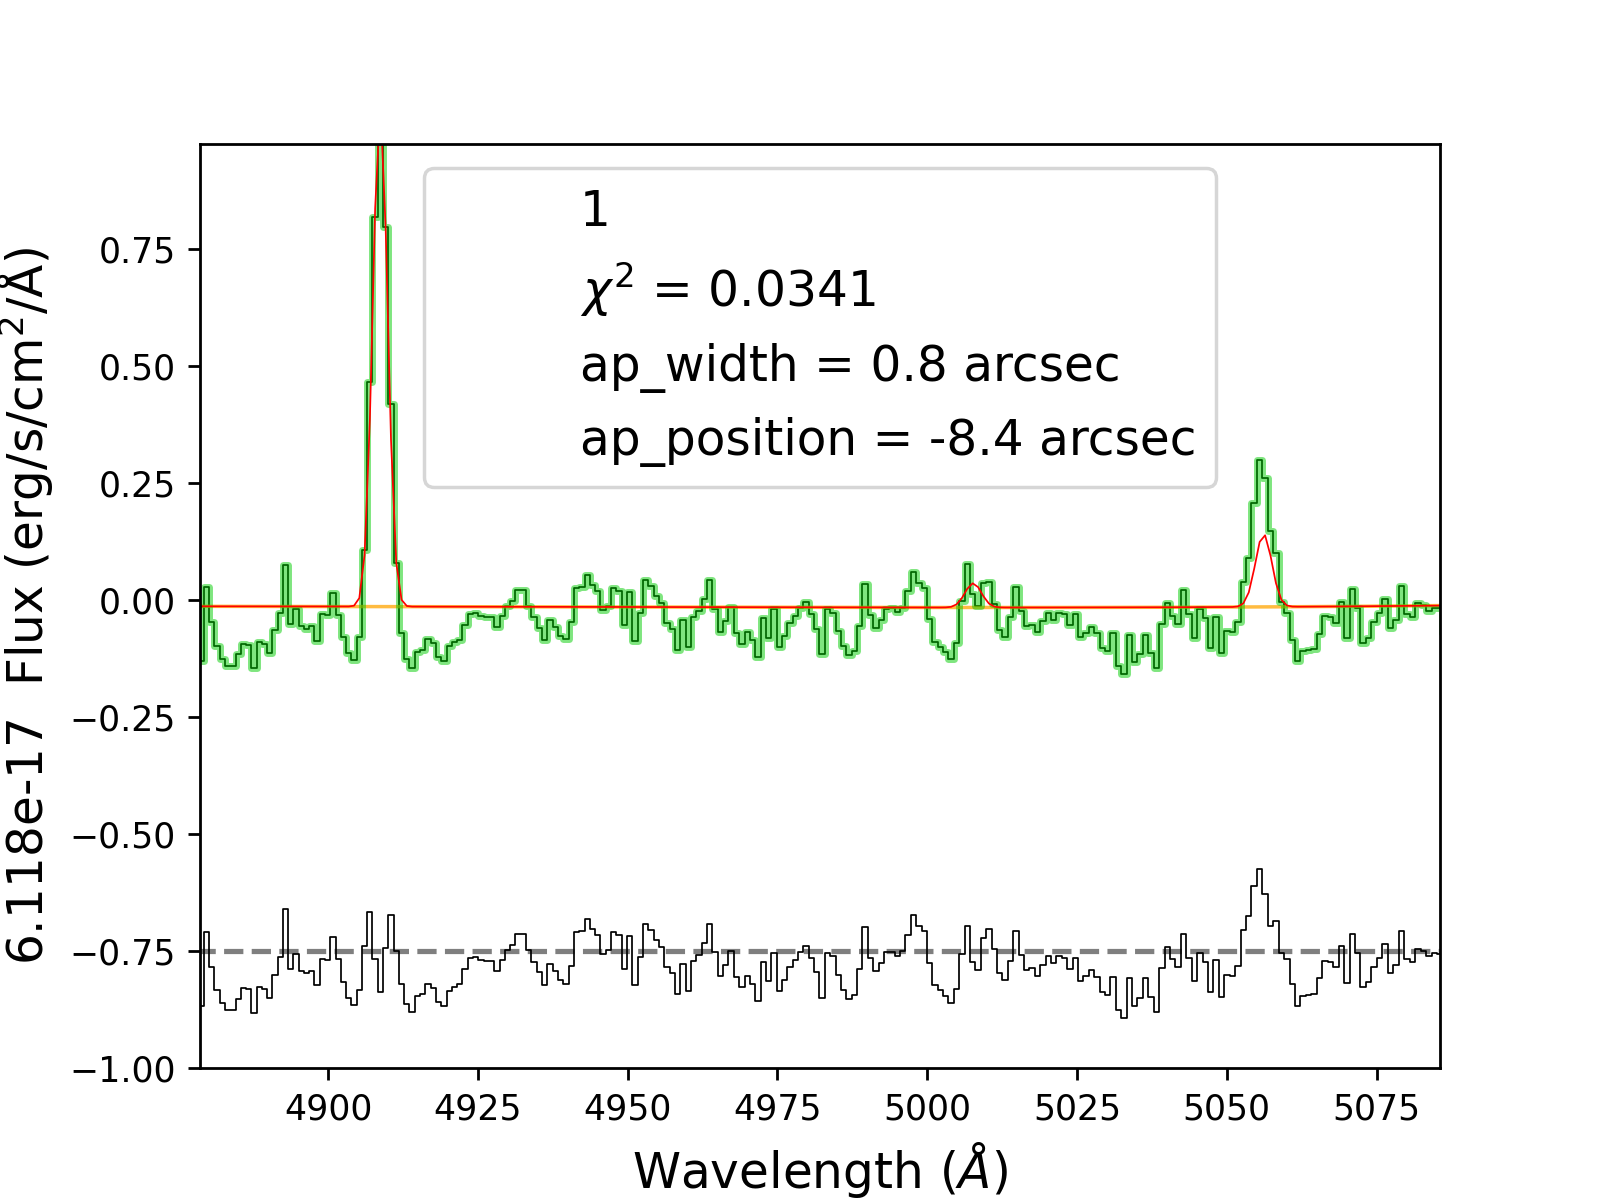 1
χ² = 0.0341
ap_width = 0.8 arcsec
ap_position = -8.4 arcsec
6.118e-17 Flux (erg/s/cm²/Å)
0.75
0.50
0.25
0.00
−0.25
−0.50
−0.75
−1.00
4900 4925 4950 4975 5000 5025 5050 5075
Wavelength (Å)